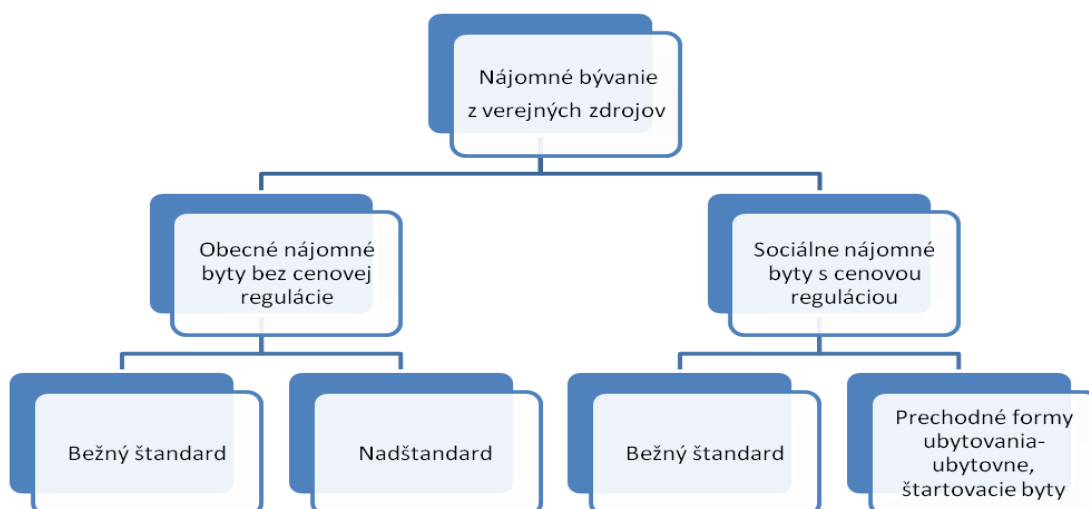 Nájomné bývanie
z verejných zdrojov
Obecné nájomné
byty bez cenovej
regulácie
Sociálne nájomné
byty s cenovou
reguláciou
Bežný štandard
Nadštandard
Bežný štandard
Prechodné formy
ubytovania-
ubytovne,
štartovacie byty